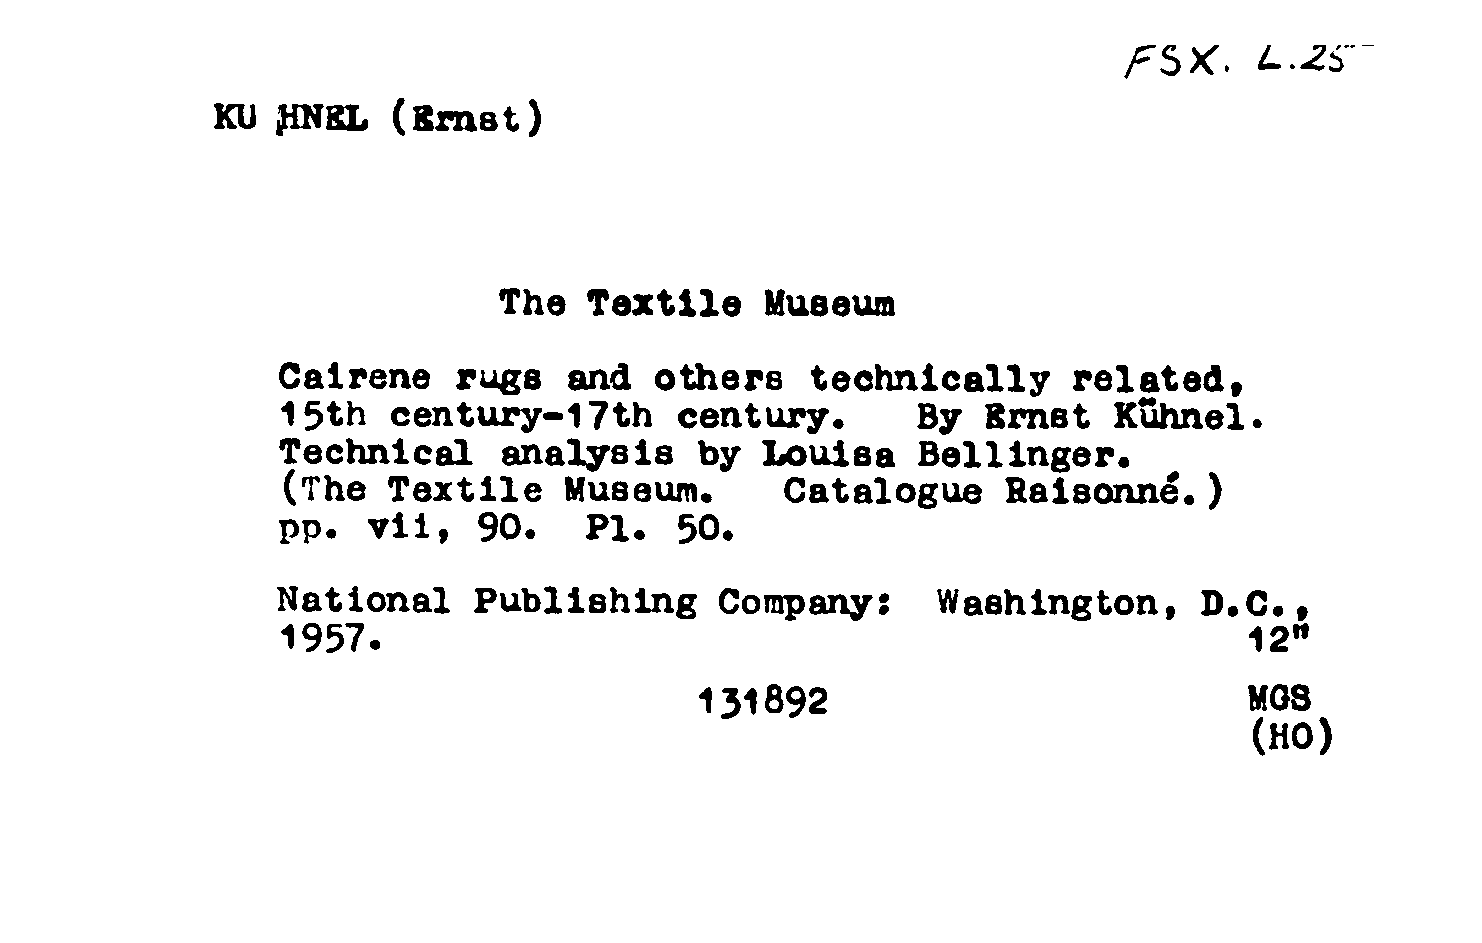 FSX. L.25
KU HNEL (Ernst)
The Textile Museum
Cairene rugs and others technically related,
15th century-17th century. By Ernst Kühnel.
Technical analysis by Louisa Bellinger.
(The Textile Museum. Catalogue Raisonné.)
pp. vii, 90. Pl. 50.
National Publishing Company: Washington, D.C.,
1957. 12"
131892 MGS
(HO)